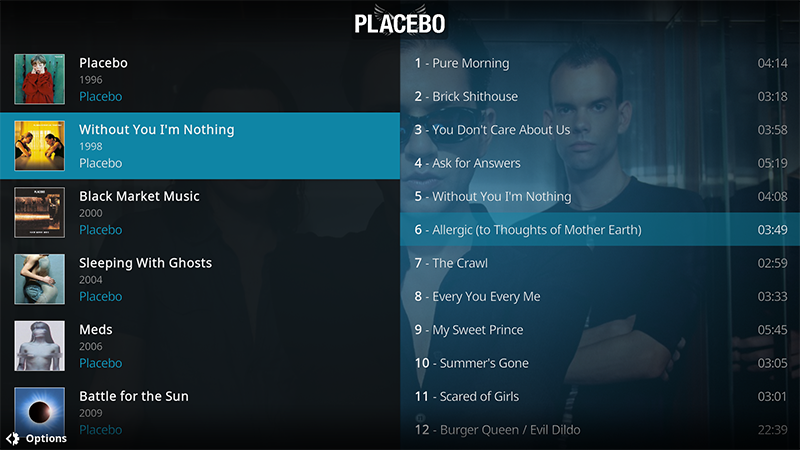 PLACEBO
Placebo
1996
Placebo
Without You I'm Nothing
1998
Placebo
Black Market Music
2000
Placebo
Sleeping With Ghosts
2004
Placebo
Meds
2006
Placebo
Battle for the Sun
2009
Placebo
Options
1 - Pure Morning 04:14
2 - Brick Shithouse 03:18
3 - You Don't Care About Us 03:58
4 - Ask for Answers 05:19
5 - Without You I'm Nothing 04:08
6 - Allergic (to Thoughts of Mother Earth) 03:49
7 - The Crawl 02:59
8 - Every You Every Me 03:33
9 - My Sweet Prince 05:45
10 - Summer's Gone 03:05
11 - Scared of Girls 03:01
12 - Burger Queen / Evil Dildo 22:39